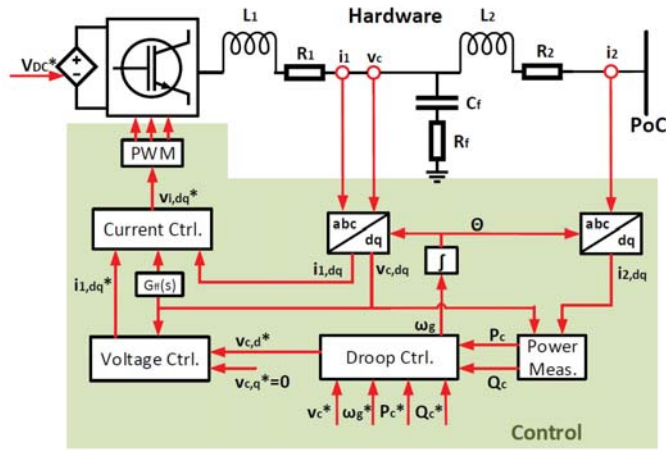 L1
Hardware
L2
VDC*
R1
i1
vc
R2
i2
Cf
Rf
PoC
PWM
vi,dq*
Current Ctrl.
abc
dq
Θ
abc
dq
i1,dq*
Gff(s)
i1,dq
vc,dq
∫
i2,dq
ωg
Voltage Ctrl.
vc,d*
vc,q*=0
Droop Ctrl.
Pc
Qc
Power
Meas.
vc*
ωg*
Pc*
Qc*
Control